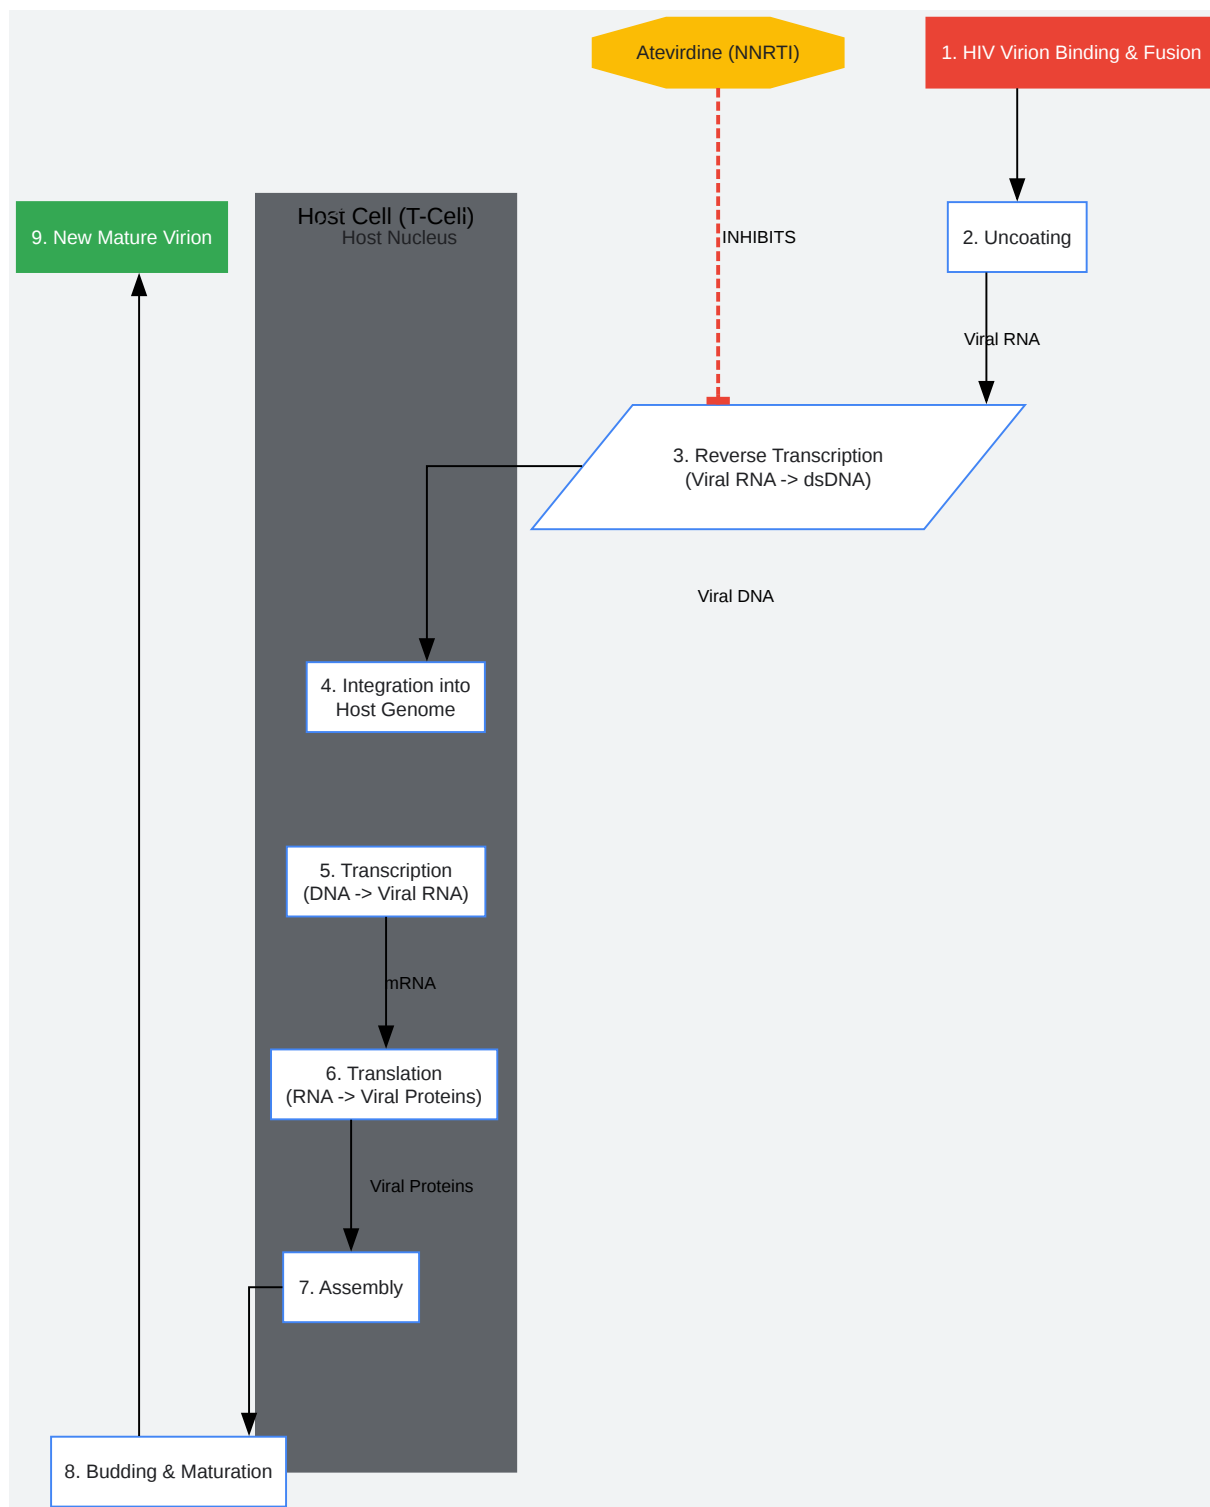 Atevirdine (NNRTI)
1. HIV Virion Binding & Fusion
9. New Mature Virion
Host Cell (T-Cell)
Host Nucleus
INHIBITS
2. Uncoating
Viral RNA
3. Reverse Transcription
(Viral RNA -> dsDNA)
Viral DNA
4. Integration into
Host Genome
5. Transcription
(DNA -> Viral RNA)
mRNA
6. Translation
(RNA -> Viral Proteins)
Viral Proteins
7. Assembly
8. Budding & Maturation